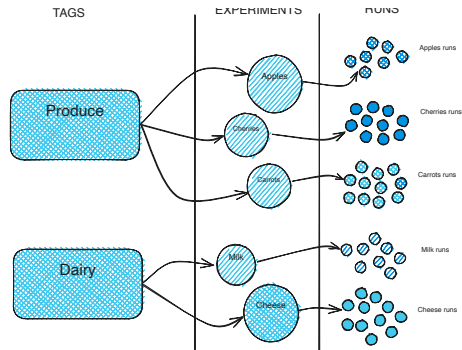 TAGS
EXPERIMENTS
RUNS
Apples runs
Apples
Produce
Cherries runs
Cherries
Carrots runs
Carrots
Milk runs
Milk
Dairy
Cheese
Cheese runs